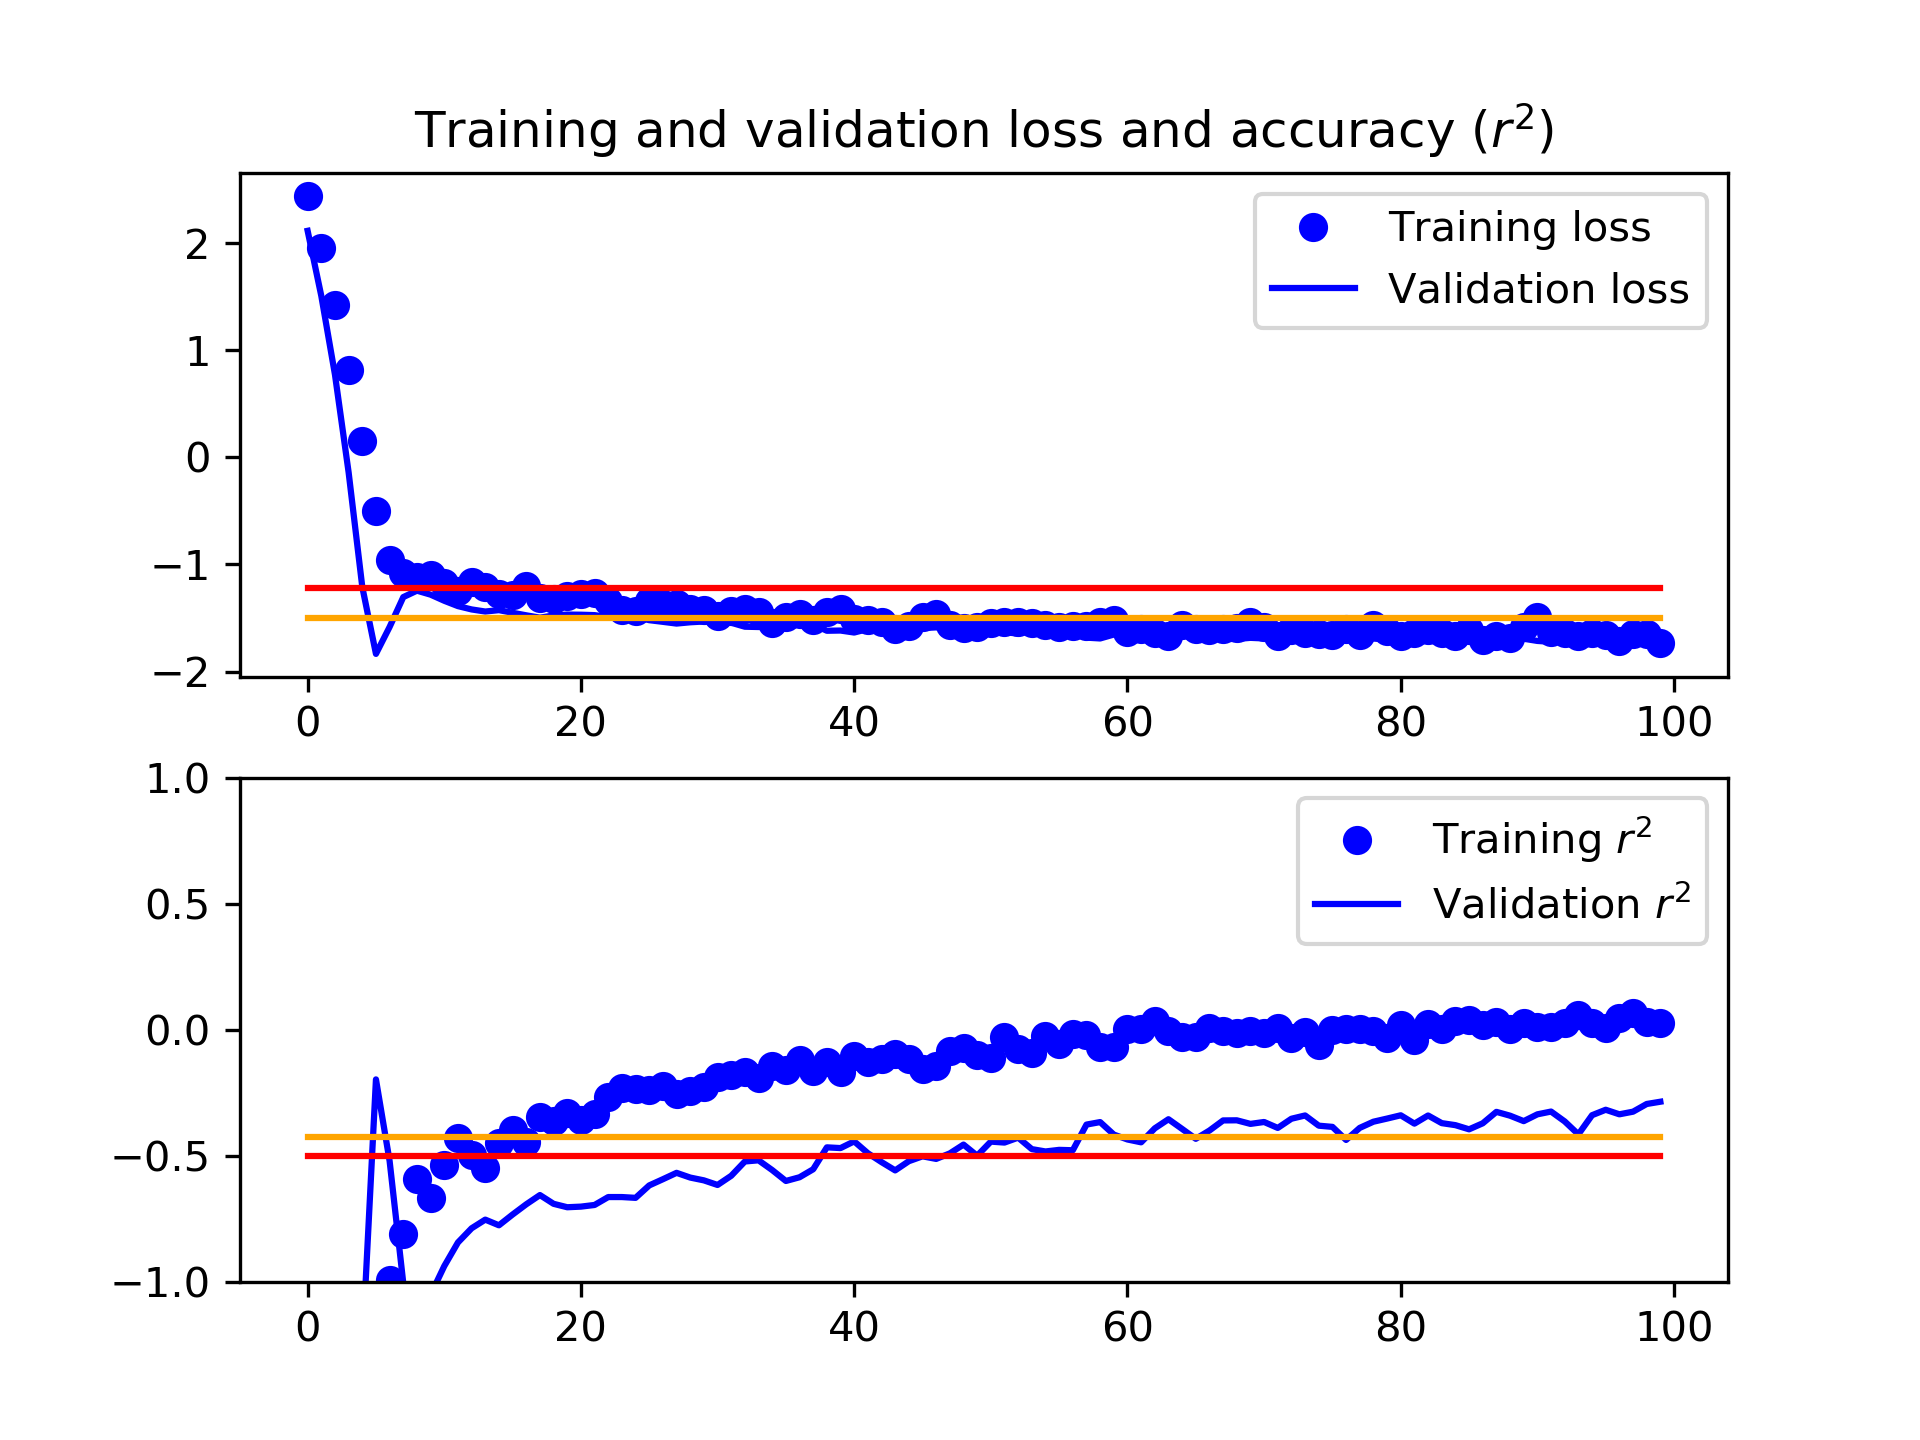 Training and validation loss and accuracy (r²)
2
1
0
−1
−2
Training loss
Validation loss
0 20 40 60 80 100
1.0
0.5
0.0
−0.5
−1.0
Training r²
Validation r²
0 20 40 60 80 100